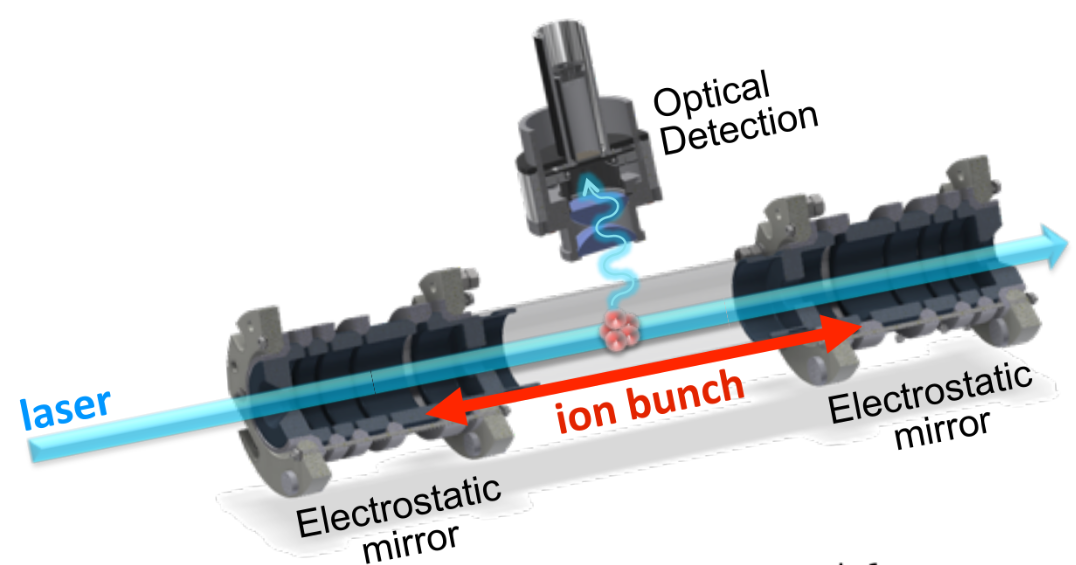 Optical
Detection
laser
ion bunch
Electrostatic
mirror
Electrostatic
mirror